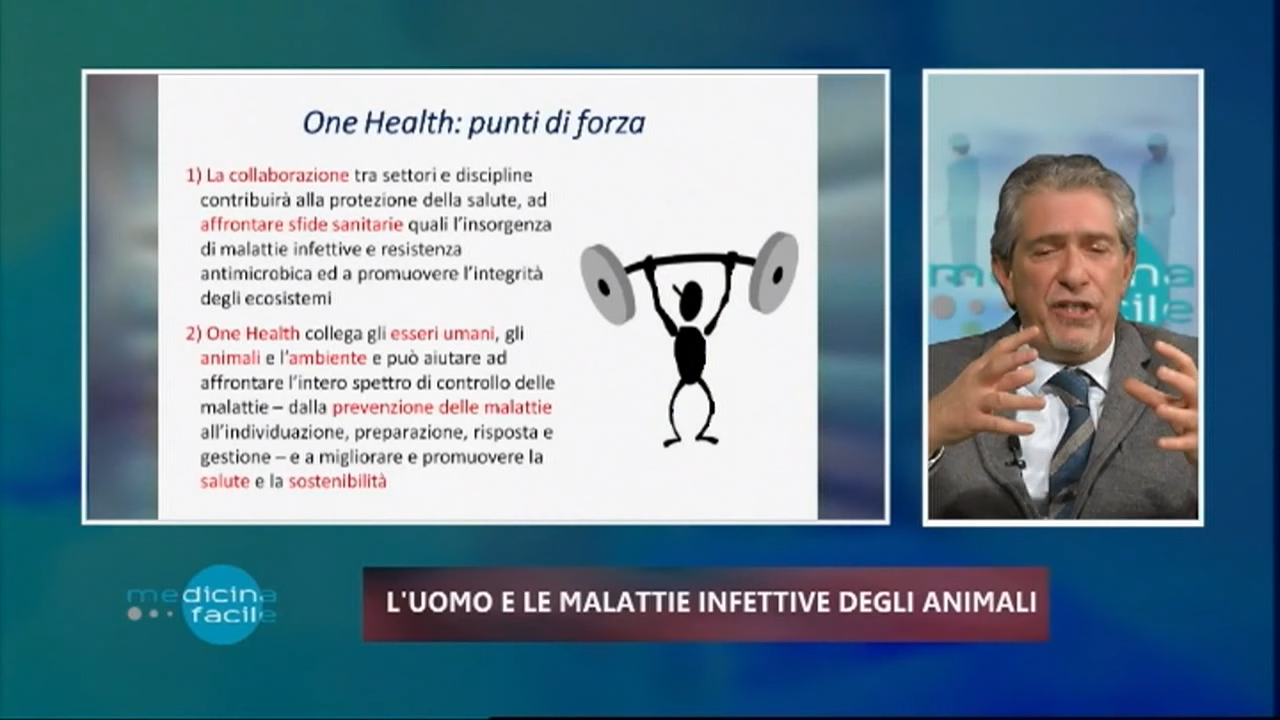 One Health: punti di forza
1) La collaborazione tra settori e discipline
contribuirà alla protezione della salute, ad
affrontare sfide sanitarie quali l'insorgenza
di malattie infettive e resistenza
antimicrobica ed a promuovere l'integrità
degli ecosistemi
2) One Health collega gli esseri umani, gli
animali e l'ambiente e può aiutare ad
affrontare l'intero spettro di controllo delle
malattie – dalla prevenzione delle malattie
all'individuazione, preparazione, risposta e
gestione – e a migliorare e promuovere la
salute e la sostenibilità
medicina
facile
L'UOMO E LE MALATTIE INFETTIVE DEGLI ANIMALI